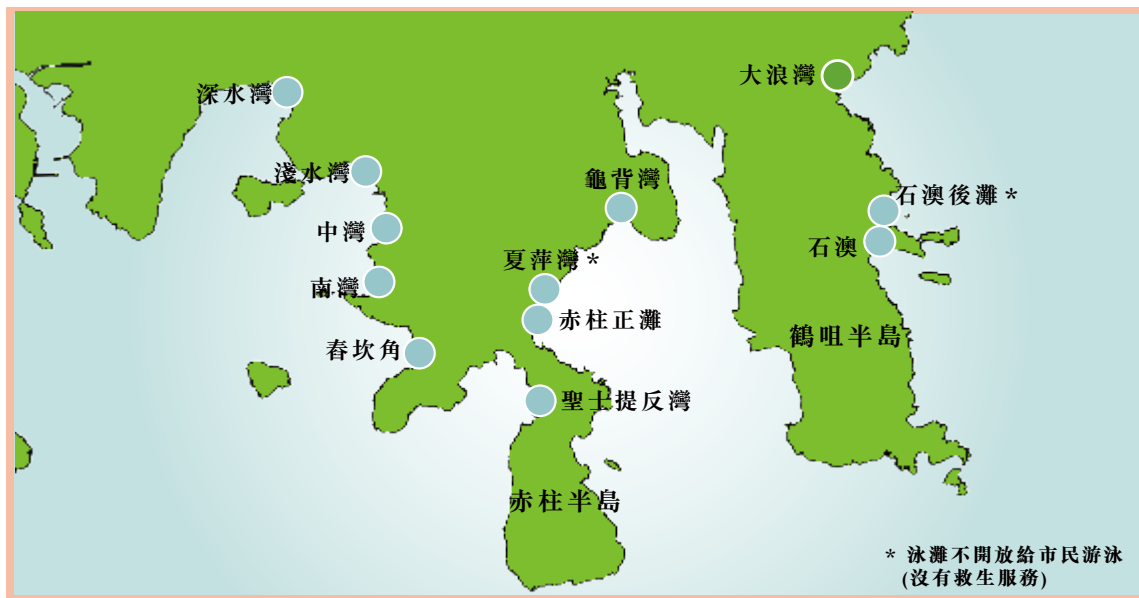 大浪灣
深水灣
淺水灣
龜背灣
石澳後灘*
中灣
石澳
夏萍灣*
南灣
赤柱正灘
鶴咀半島
舂坎角
聖士提反灣
赤柱半島
* 泳灘不開放給市民游泳
(沒有救生服務)